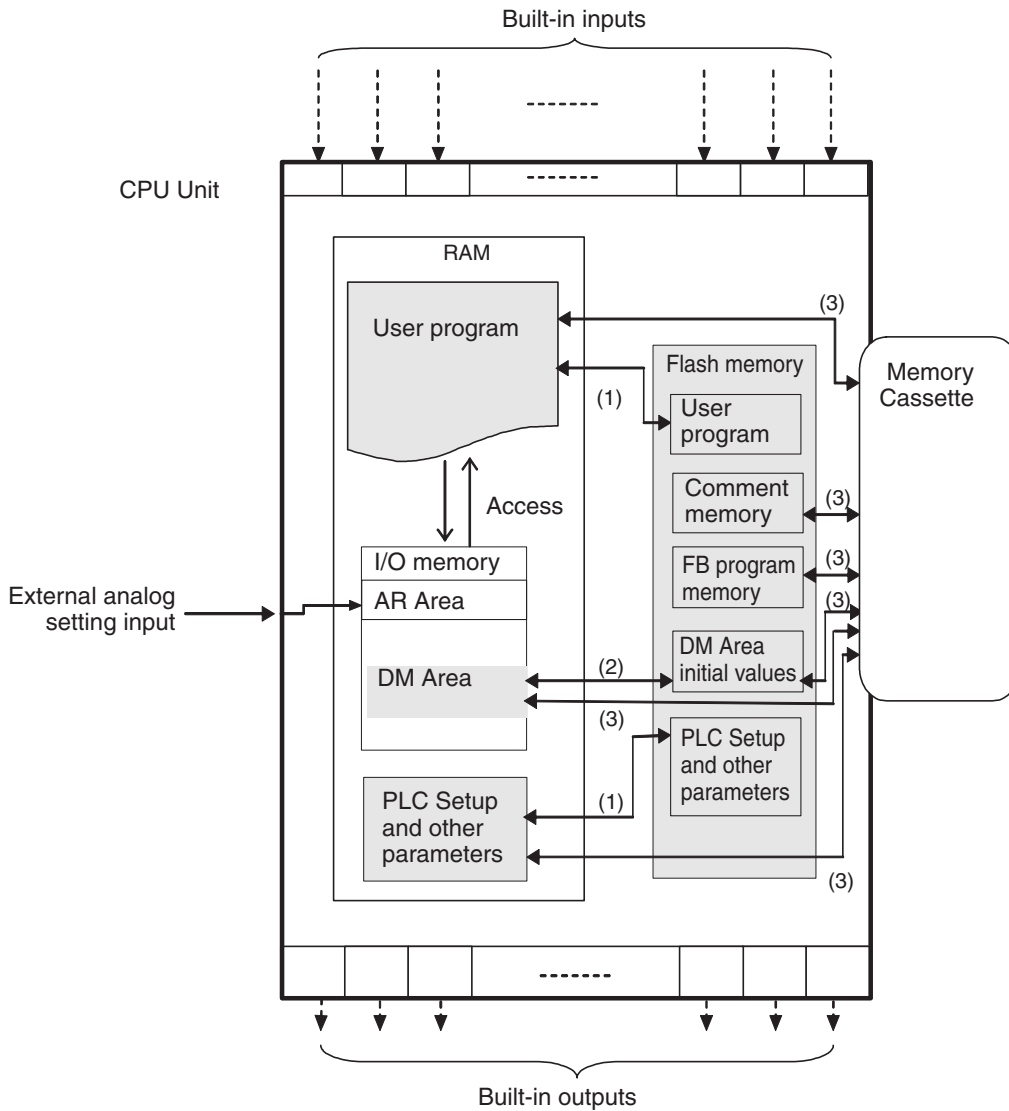 Built-in inputs
CPU Unit
RAM
User program
(3)
Flash memory
Memory
Cassette
(1)
User
program
Access
Comment
memory
(3)
I/O memory
FB program
memory
(3)
External analog
setting input
AR Area
(3)
DM Area
(2)
DM Area
initial values
(3)
PLC Setup
and other
parameters
PLC Setup
and other
parameters
(1)
(3)
Built-in outputs